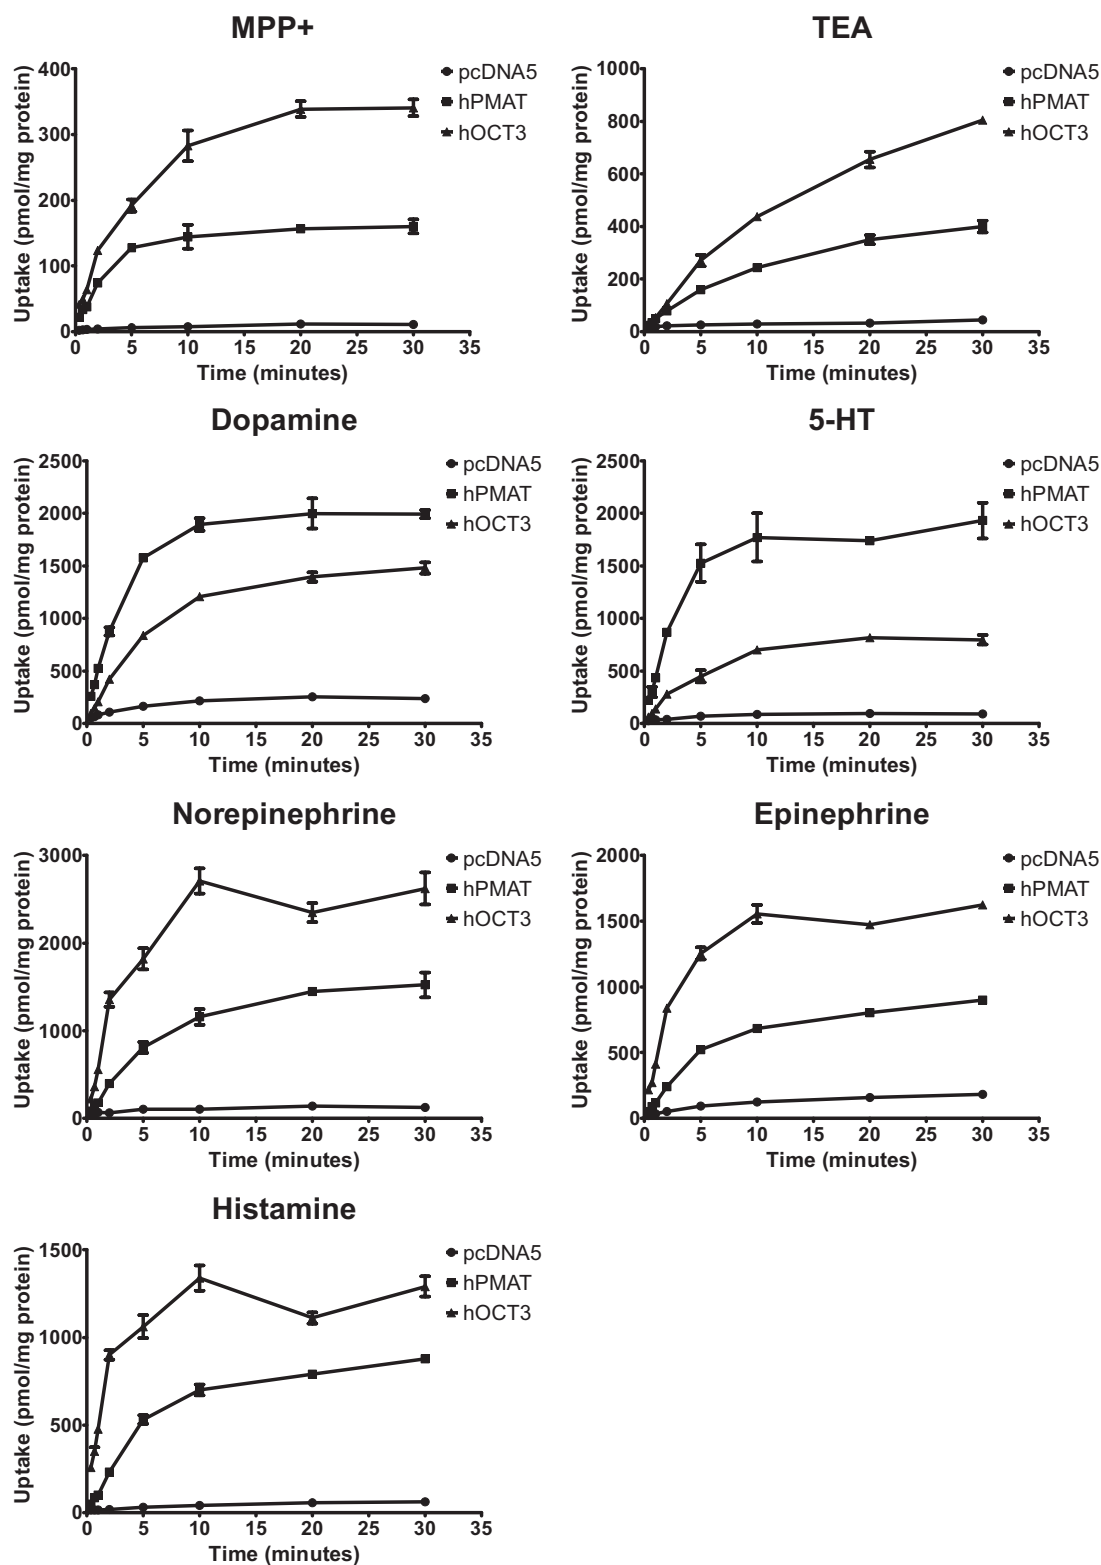 MPP+
Uptake (pmol/mg protein)
400
300
200
100
0
0 5 10 15 20 25 30 35
Time (minutes)
pcDNA5
hPMAT
hOCT3
TEA
Uptake (pmol/mg protein)
1000
800
600
400
200
0
0 5 10 15 20 25 30 35
Time (minutes)
pcDNA5
hPMAT
hOCT3
Dopamine
Uptake (pmol/mg protein)
2500
2000
1500
1000
500
0
0 5 10 15 20 25 30 35
Time (minutes)
pcDNA5
hPMAT
hOCT3
5-HT
Uptake (pmol/mg protein)
2500
2000
1500
1000
500
0
0 5 10 15 20 25 30 35
Time (minutes)
pcDNA5
hPMAT
hOCT3
Norepinephrine
Uptake (pmol/mg protein)
3000
2000
1000
0
0 5 10 15 20 25 30 35
Time (minutes)
pcDNA5
hPMAT
hOCT3
Epinephrine
Uptake (pmol/mg protein)
2000
1500
1000
500
0
0 5 10 15 20 25 30 35
Time (minutes)
pcDNA5
hPMAT
hOCT3
Histamine
Uptake (pmol/mg protein)
1500
1000
500
0
0 5 10 15 20 25 30 35
Time (minutes)
pcDNA5
hPMAT
hOCT3